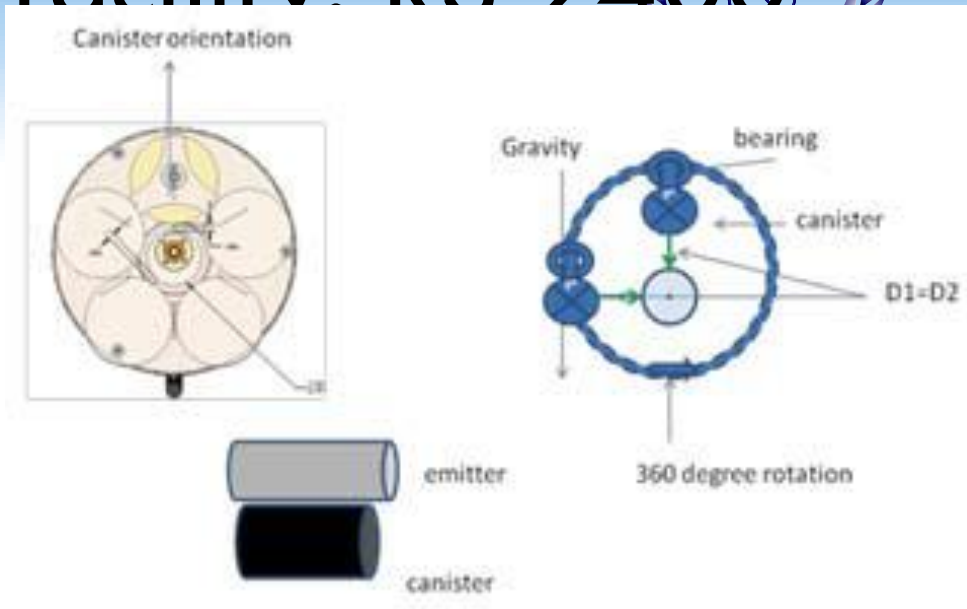 Canister orientation
Gravity
bearing
canister
D1=D2
360 degree rotation
emitter
canister